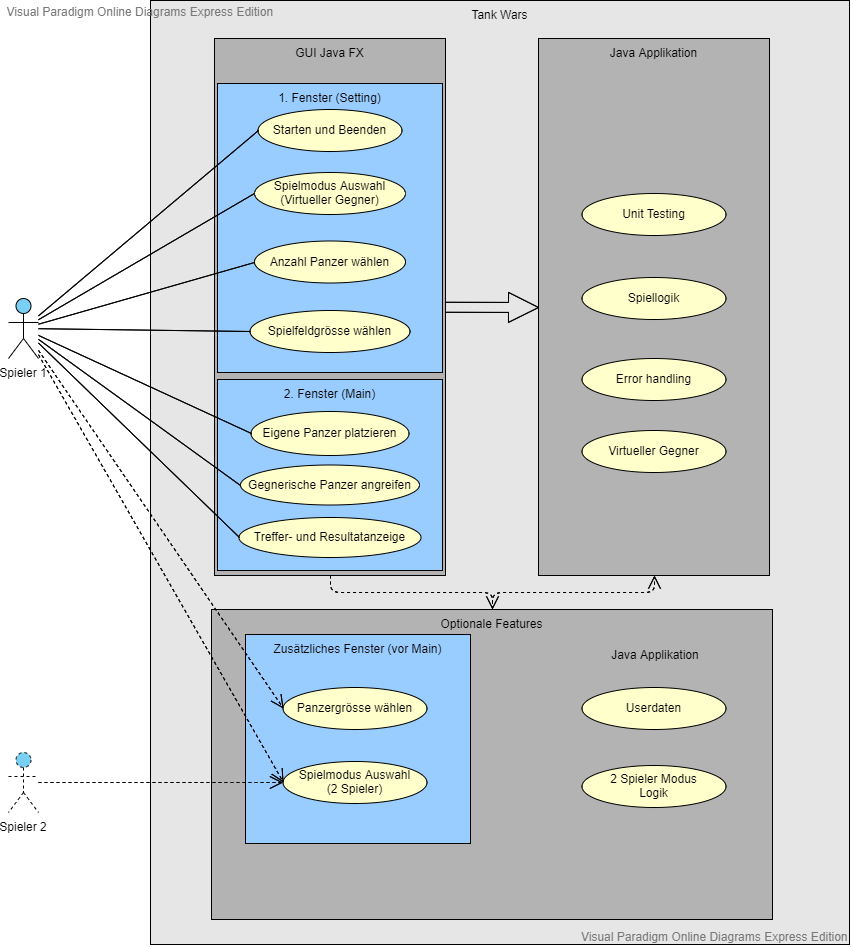 Visual Paradigm Online Diagrams Express Edition
Tank Wars
GUI Java FX
1. Fenster (Setting)
Starten und Beenden
Spielmodus Auswahl
(Virtueller Gegner)
Anzahl Panzer wählen
Spielfeldgrösse wählen
2. Fenster (Main)
Eigene Panzer platzieren
Gegnerische Panzer angreifen
Treffer- und Resultatanzeige
Java Applikation
Unit Testing
Spiellogik
Error handling
Virtueller Gegner
Spieler 1
Optionale Features
Zusätzliches Fenster (vor Main)
Panzergrösse wählen
Spielmodus Auswahl
(2 Spieler)
Java Applikation
Userdaten
2 Spieler Modus
Logik
Spieler 2
Visual Paradigm Online Diagrams Express Edition